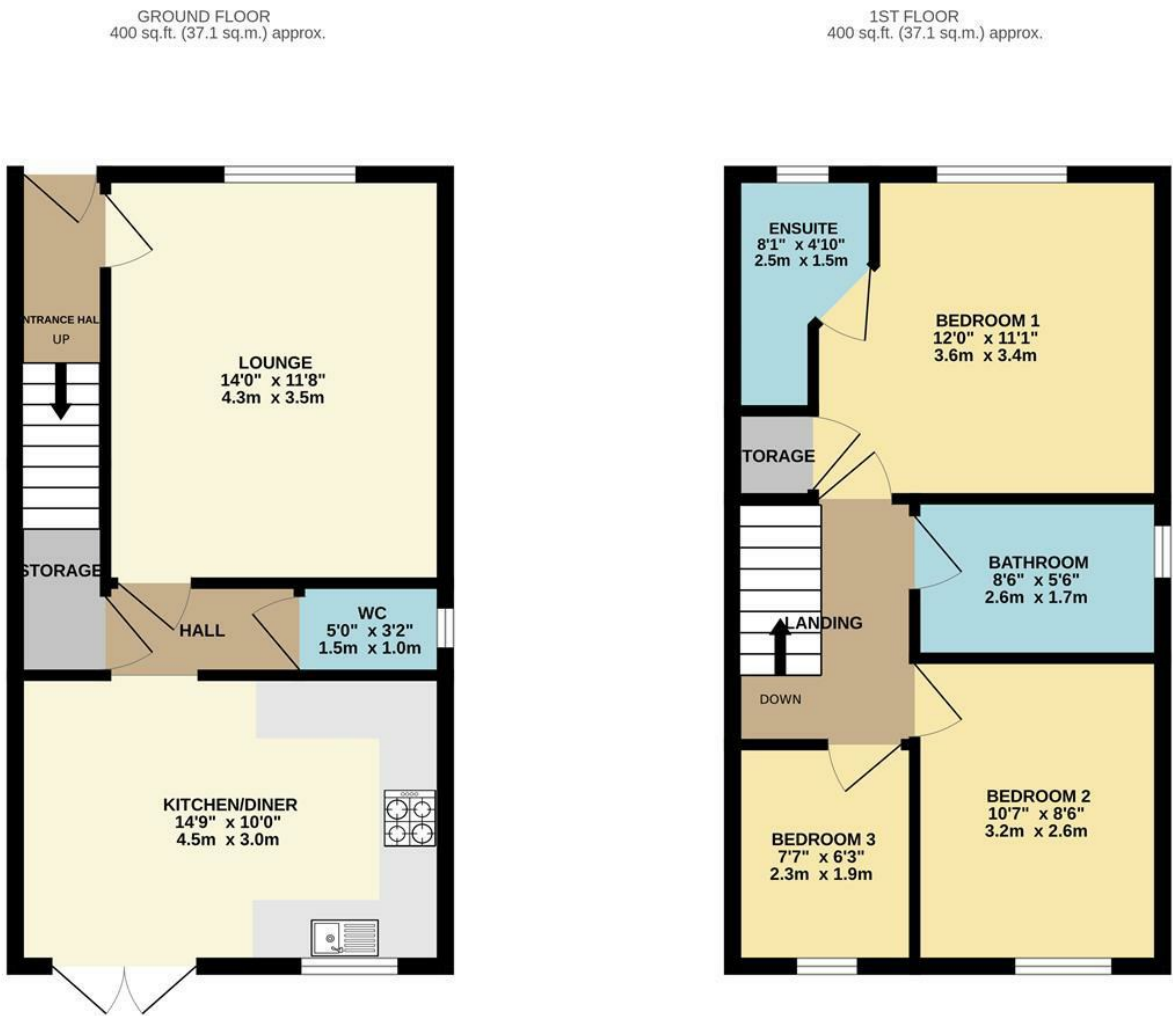 GROUND FLOOR
400 sq.ft. (37.1 sq.m.) approx.
1ST FLOOR
400 sq.ft. (37.1 sq.m.) approx.
NTRANCE HAL
UP
LOUNGE
14'0" x 11'8"
4.3m x 3.5m
STORAGE
HALL
WC
5'0" x 3'2"
1.5m x 1.0m
KITCHEN/DINER
14'9" x 10'0"
4.5m x 3.0m
ENSUITE
8'1" x 4'10"
2.5m x 1.5m
BEDROOM 1
12'0" x 11'1"
3.6m x 3.4m
TORAGE
BATHROOM
8'6" x 5'6"
2.6m x 1.7m
LANDING
DOWN
BEDROOM 2
10'7" x 8'6"
3.2m x 2.6m
BEDROOM 3
7'7" x 6'3"
2.3m x 1.9m